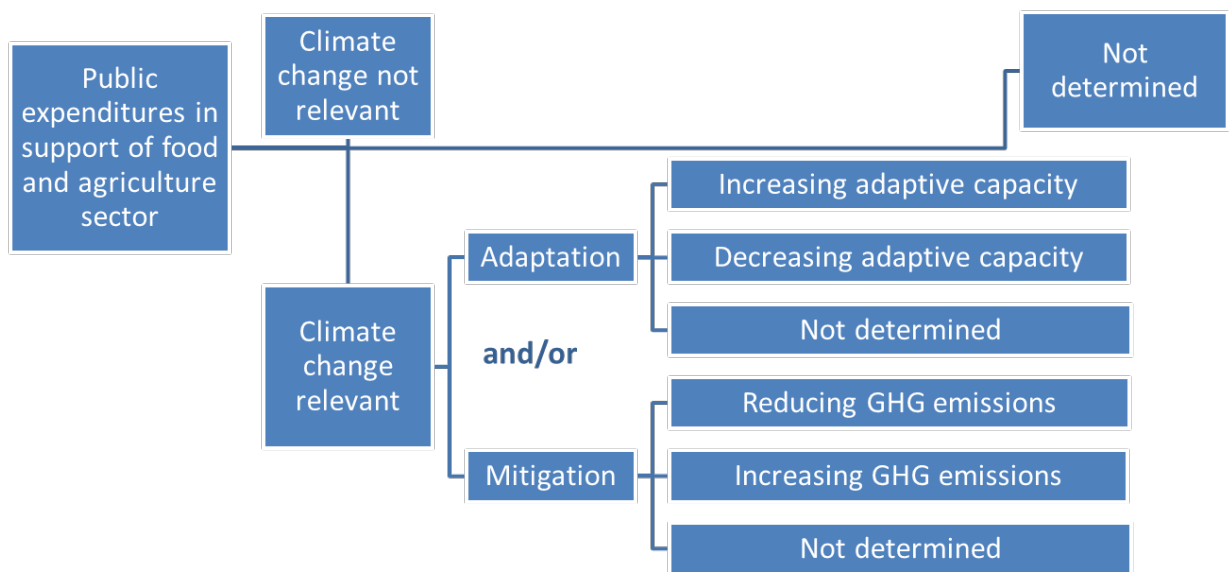 Public
expenditures in
support of food
and agriculture
sector
Climate
change not
relevant
Not
determined
Climate
change
relevant
Adaptation
and/or
Mitigation
Increasing adaptive capacity
Decreasing adaptive capacity
Not determined
Reducing GHG emissions
Increasing GHG emissions
Not determined